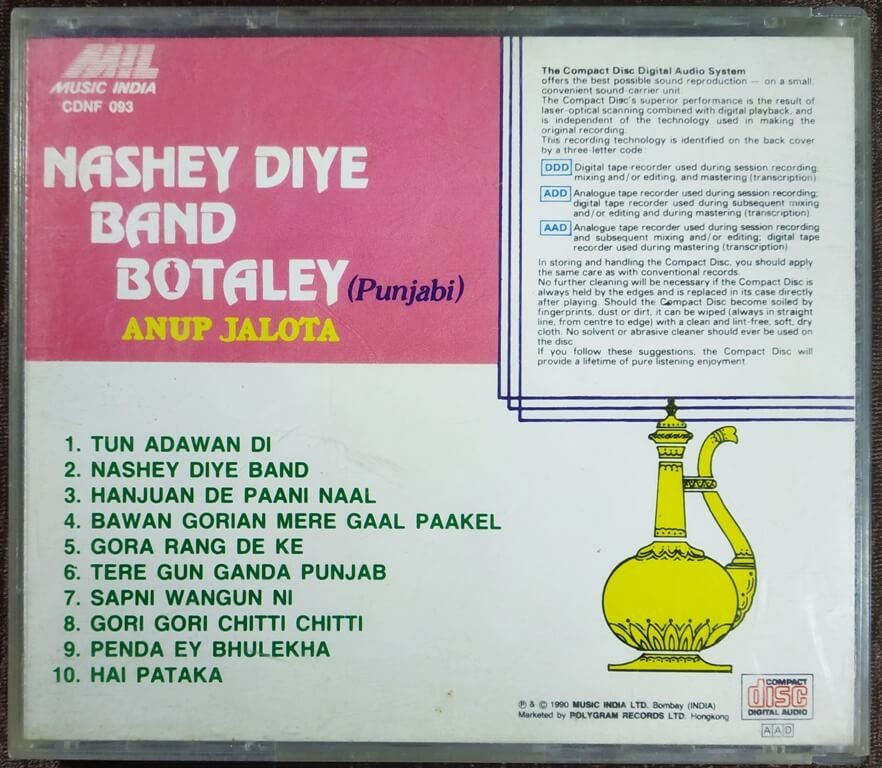 MIL
MUSIC INDIA
CDNF 093
NASHEY DIYE
BAND
BOTALEY (Punjabi)
ANUP JALOTA
The Compact Disc Digital Audio System
offers the best possible sound reproduction — on a small,
convenient sound-carrier unit.
The Compact Disc's superior performance is the result of
laser-optical scanning combined with digital playback, and
is independent of the technology used in making the
original recording.
This recording technology is identified on the back cover
by a three-letter code:
DDD Digital tape recorder used during session recording,
mixing and/or editing, and mastering (transcription)
ADD Analogue tape recorder used during session recording;
digital tape recorder used during subsequent mixing
and/or editing and during mastering (transcription)
AAD Analogue tape recorder used during session recording
and subsequent mixing and/or editing; digital tape
recorder used during mastering (transcription)
In storing and handling the Compact Disc, you should apply
the same care as with conventional records.
No further cleaning will be necessary if the Compact Disc is
always held by the edges and is replaced in its case directly
after playing. Should the Compact Disc become soiled by
fingerprints, dust or dirt, it can be wiped (always in straight
line, from centre to edge) with a clean and lint-free, soft, dry
cloth. No solvent or abrasive cleaner should ever be used on
the disc.
If you follow these suggestions, the Compact Disc will
provide a lifetime of pure listening enjoyment.
1. TUN ADAWAN DI
2. NASHEY DIYE BAND
3. HANJUAN DE PAANI NAAL
4. BAWAN GORIAN MERE GAAL PAAKEL
5. GORA RANG DE KE
6. TERE GUN GANDA PUNJAB
7. SAPNI WANGUN NI
8. GORI GORI CHITTI CHITTI
9. PENDA EY BHULEKHA
10. HAI PATAKA
℗ & © 1990 MUSIC INDIA LTD. Bombay (INDIA)
Marketed by POLYGRAM RECORDS LTD. Hongkong
COMPACT
disc
DIGITAL AUDIO
AAD